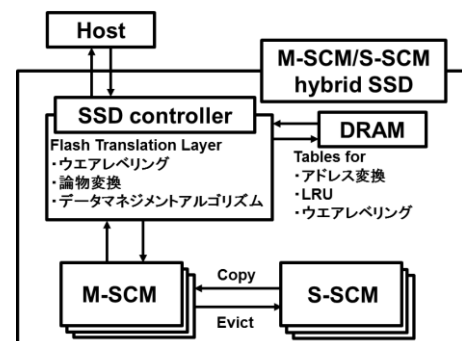 Host
M-SCM/S-SCM
hybrid SSD
SSD controller
DRAM
Flash Translation Layer
・ウエアレベリング
・論物変換
・データマネジメントアルゴリズム
Tables for
・アドレス変換
・LRU
・ウエアレベリング
M-SCM
Copy
Evict
S-SCM